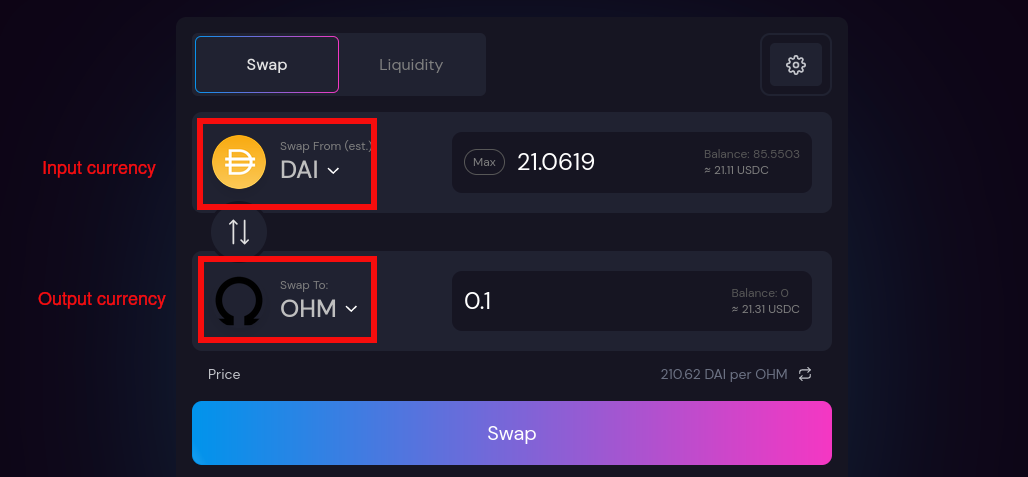 Swap
Liquidity
Input currency
Swap From (est.)
DAI
Max
21.0619
Balance: 85.5503
≈ 21.11 USDC
Output currency
Swap To:
OHM
0.1
Balance: 0
≈ 21.31 USDC
Price
210.62 DAI per OHM
Swap